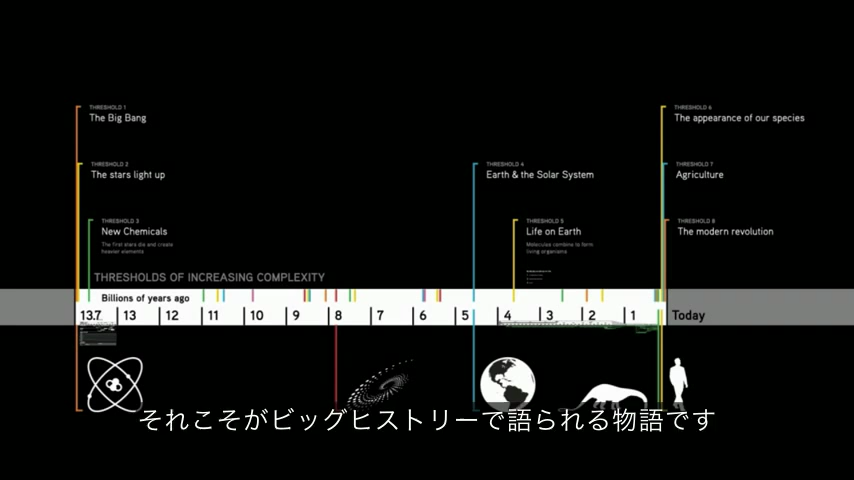 THRESHOLD 1
The Big Bang
THRESHOLD 2
The stars light up
THRESHOLD 3
New Chemicals
The first stars die and create
heavier elements
THRESHOLD 4
Earth & the Solar System
THRESHOLD 5
Life on Earth
Molecules combine to form
living organisms
THRESHOLD 6
The appearance of our species
THRESHOLD 7
Agriculture
THRESHOLD 8
The modern revolution
THRESHOLDS OF INCREASING COMPLEXITY
Billions of years ago
13.7 13 12 11 10 9 8 7 6 5 4 3 2 1 Today
それこそがビッグヒストリーで語られる物語です